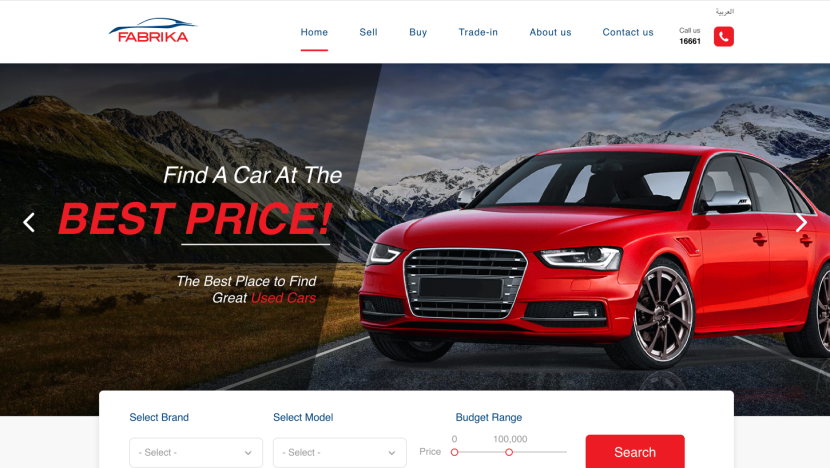 العربية
FABRIKA
Home
Sell
Buy
Trade-in
About us
Contact us
Call us
16661
Find A Car At The
BEST PRICE!
The Best Place to Find
Great Used Cars
Select Brand
Select Model
Budget Range
- Select -
- Select -
Price
0
100,000
Search